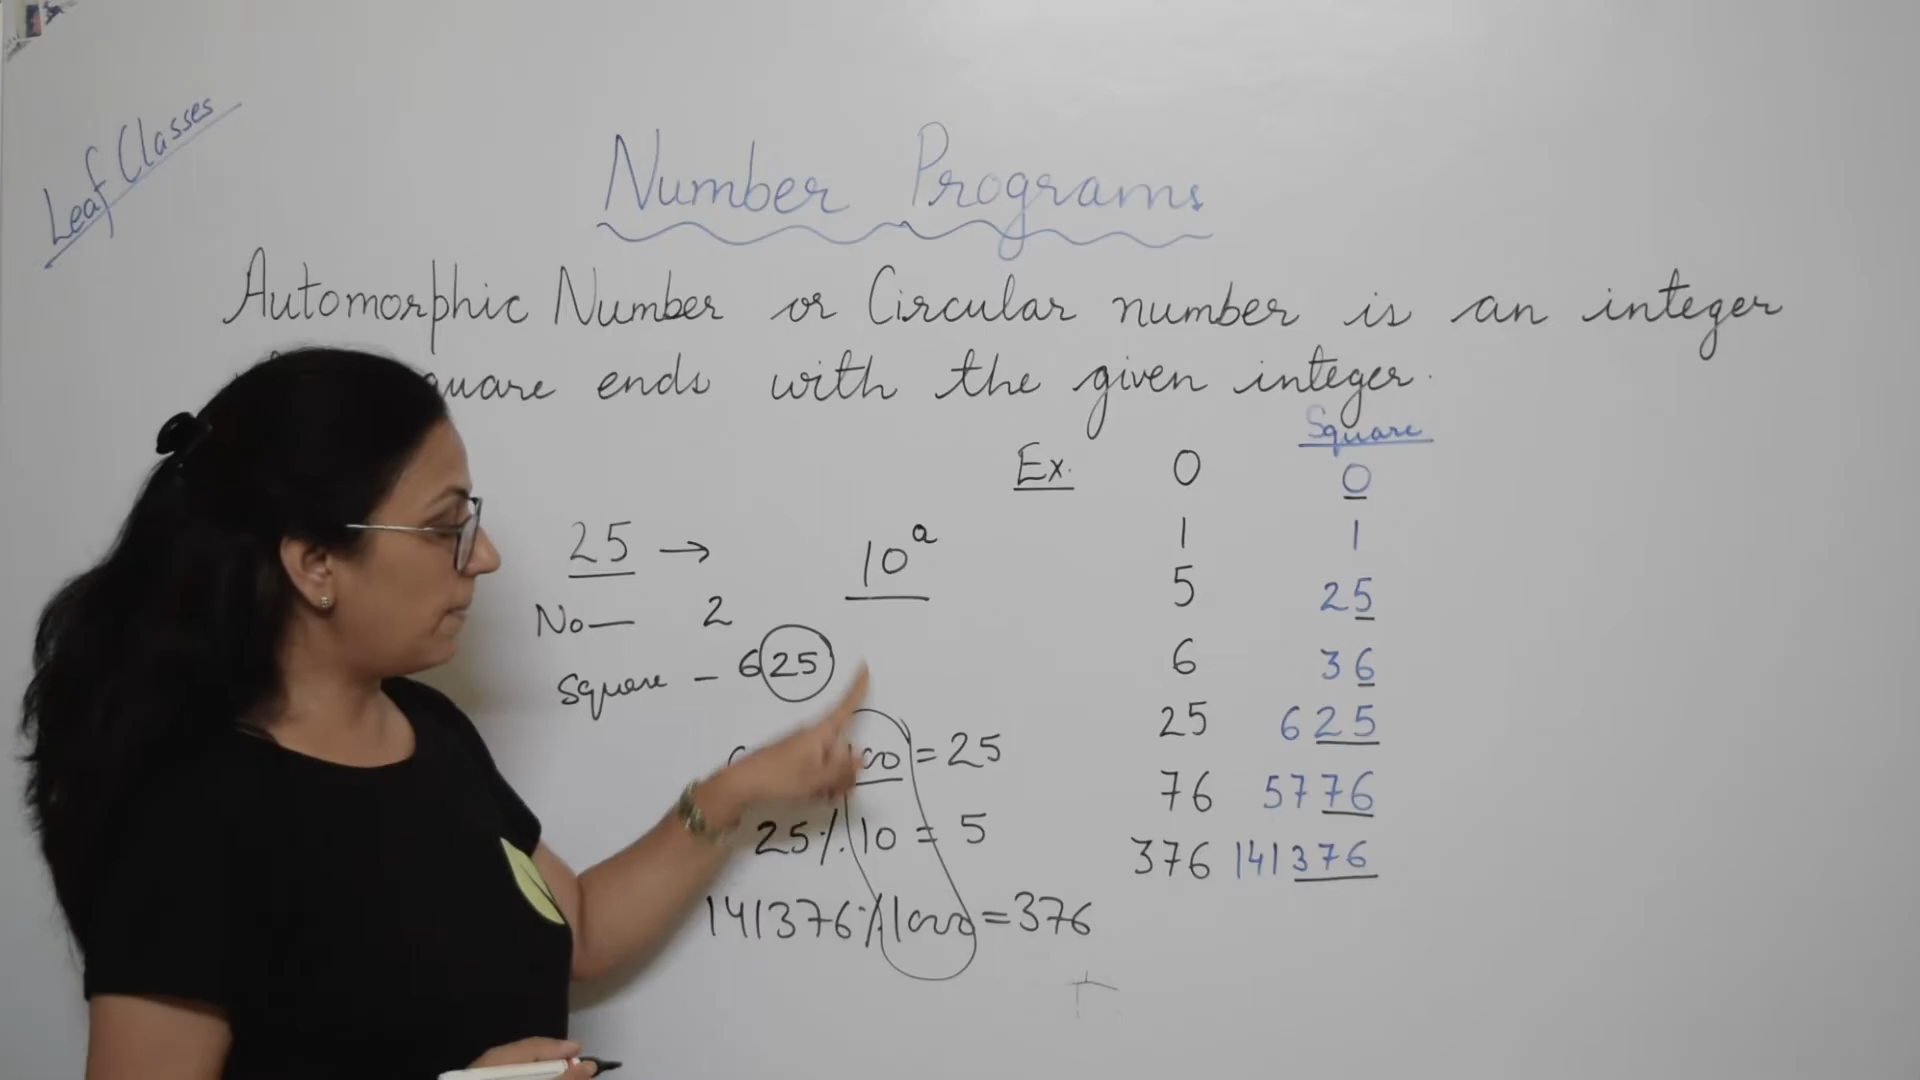 Leaf Classes
Number Programs
Automorphic Number or Circular number is an integer
ends with the given integer.
Square
Ex. 0 0
1 1
5 25
6 36
25 625
76 5776
376 141376
25 → 10^a
No— 2
Square - 625
= 25
25 % 10 = 5
141376 % 1000 = 376